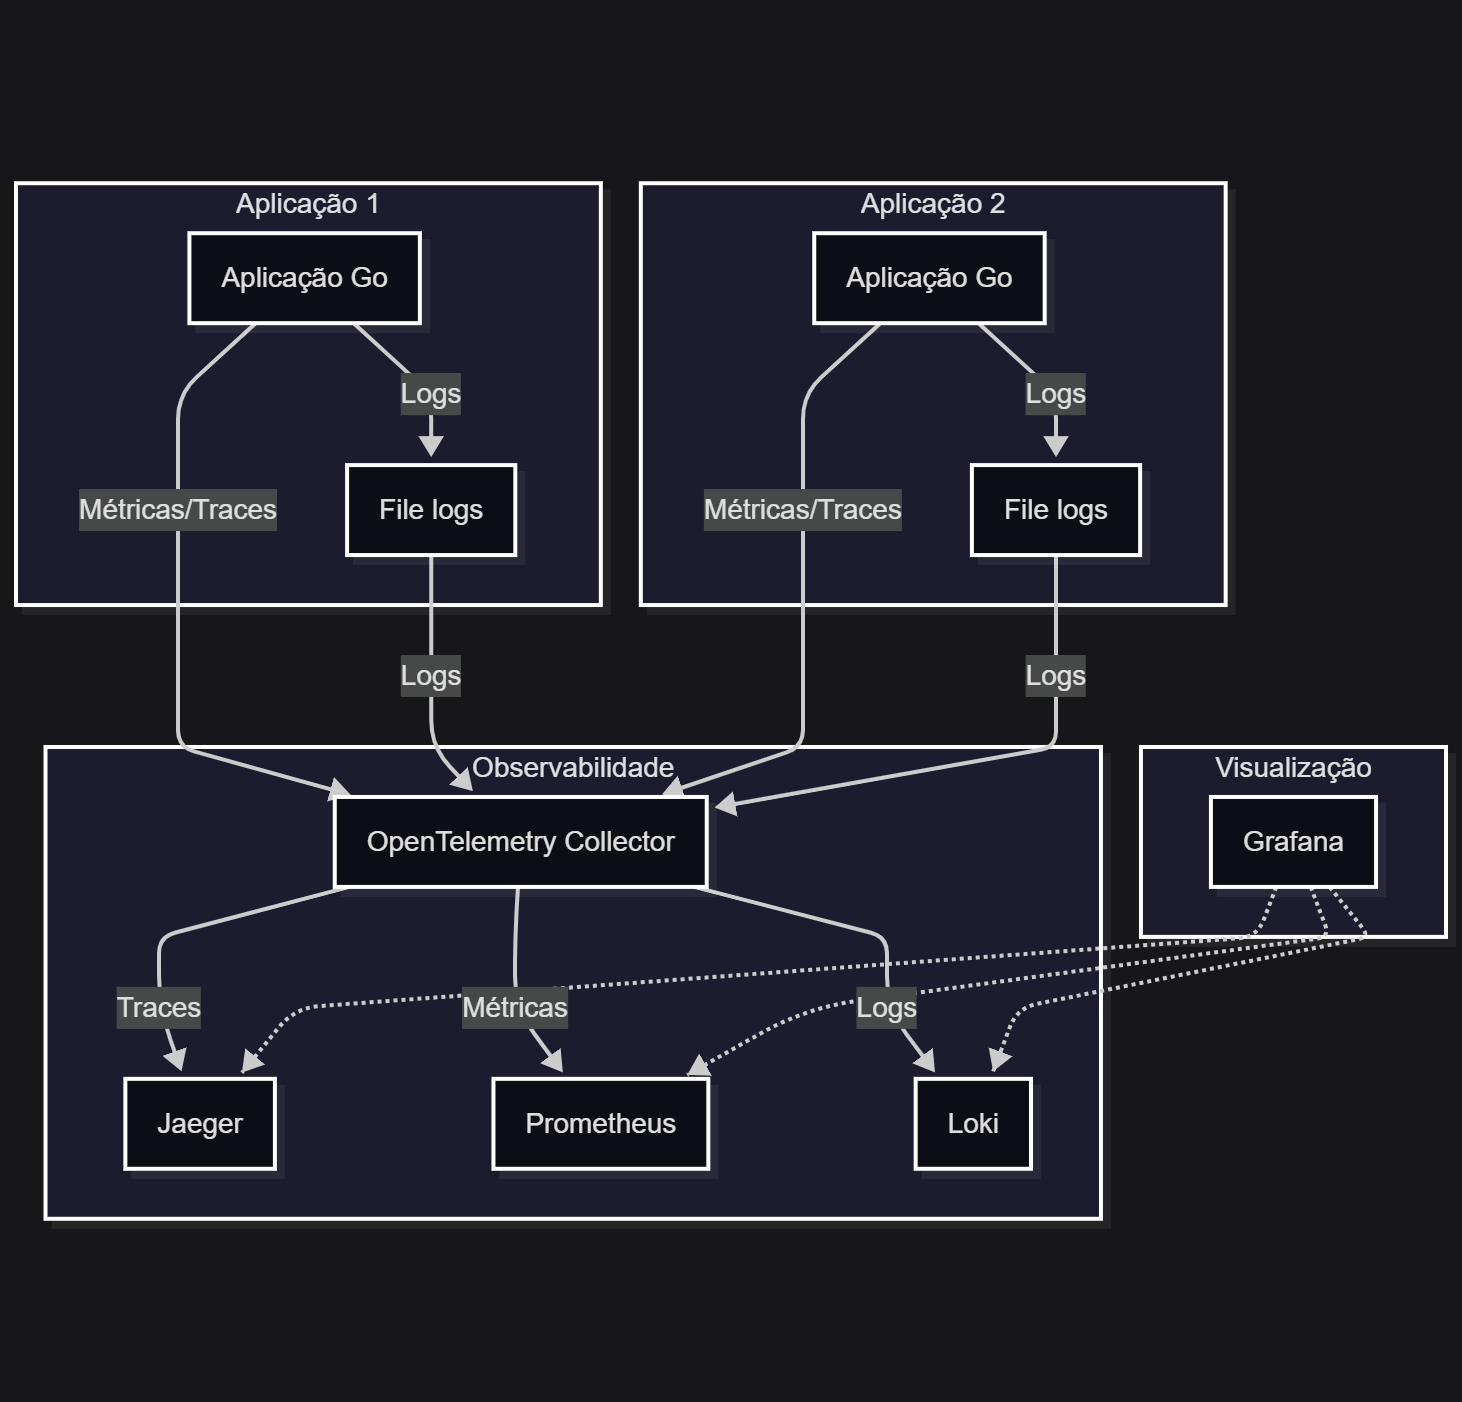 Aplicação 1
Aplicação Go
Logs
Métricas/Traces
File logs
Logs
Aplicação 2
Aplicação Go
Logs
Métricas/Traces
File logs
Logs
Observabilidade
OpenTelemetry Collector
Traces
Métricas
Logs
Jaeger
Prometheus
Loki
Visualização
Grafana